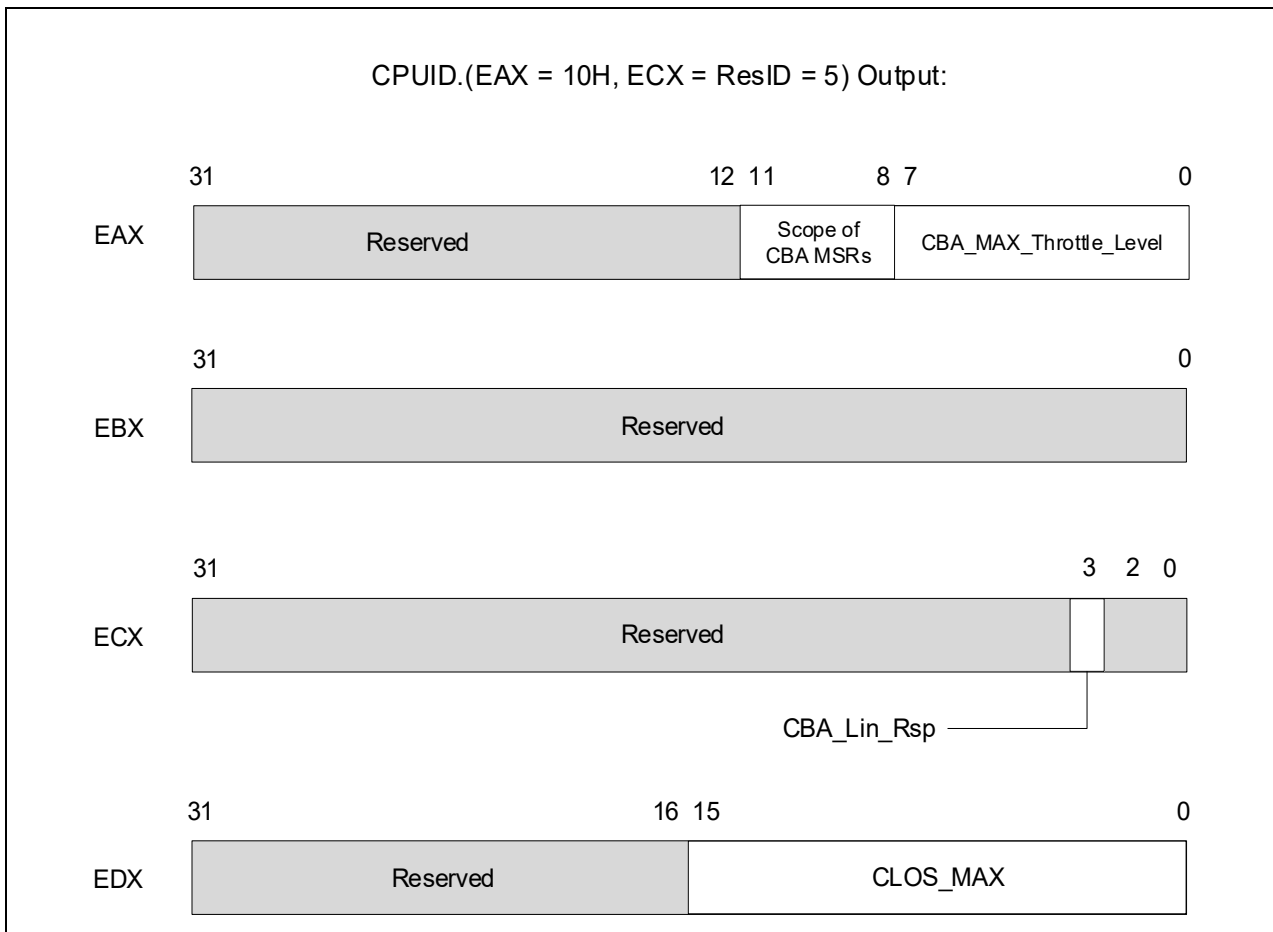 CPUID.(EAX = 10H, ECX = ResID = 5) Output:
31 12 11 8 7 0
EAX Reserved Scope of CBA MSRs CBA_MAX_Throttle_Level
31 0
EBX Reserved
31 3 2 0
ECX Reserved
CBA_Lin_Rsp
31 16 15 0
EDX Reserved CLOS_MAX